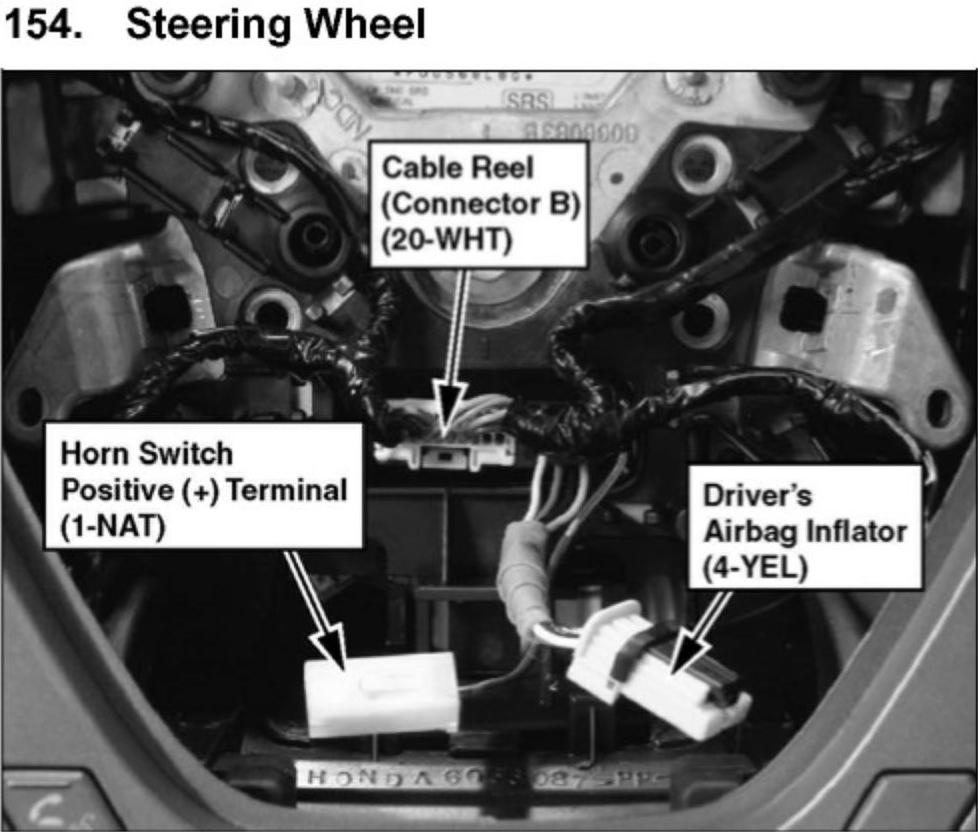 154. Steering Wheel
SRS
Cable Reel
(Connector B)
(20-WHT)
Horn Switch
Positive (+) Terminal
(1-NAT)
Driver's
Airbag Inflator
(4-YEL)
HONDA